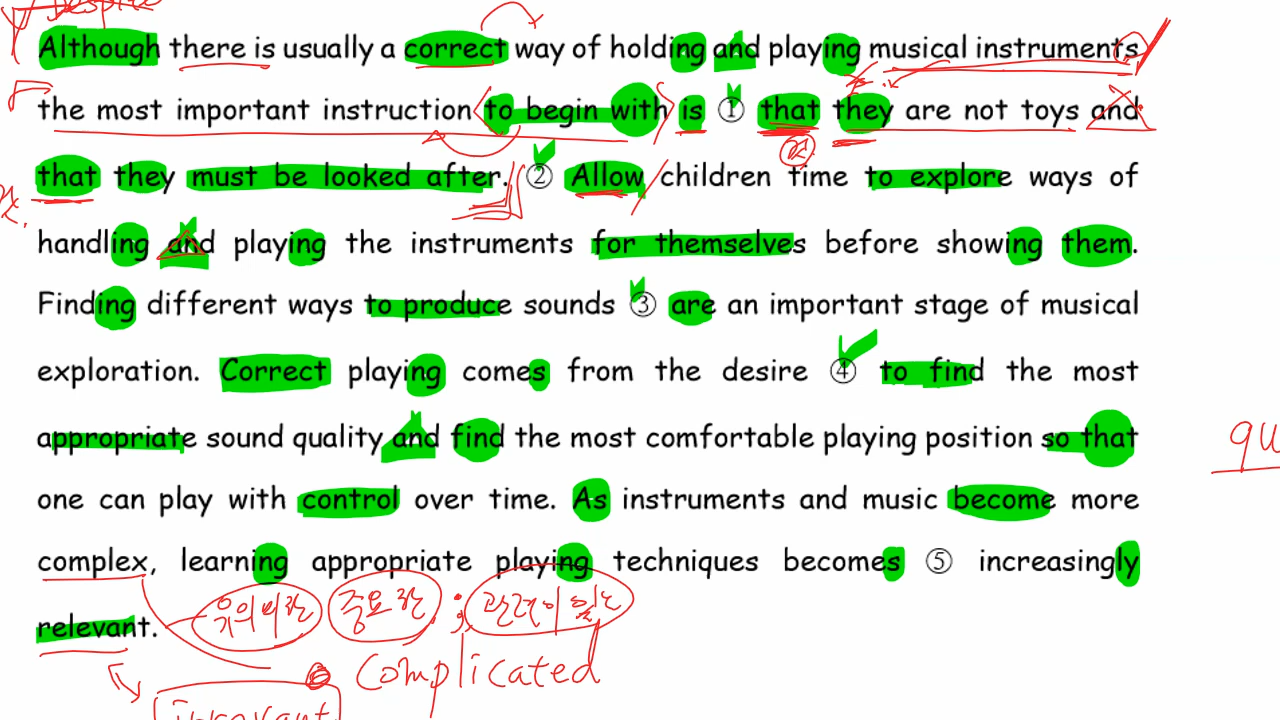 Despite
Although there is usually a correct way of holding and playing musical instruments
the most important instruction to begin with is ① that they are not toys and
that they must be looked after. ② Allow children time to explore ways of
handling and playing the instruments for themselves before showing them.
Finding different ways to produce sounds ③ are an important stage of musical
exploration. Correct playing comes from the desire ④ to find the most
appropriate sound quality and find the most comfortable playing position so that
one can play with control over time. As instruments and music become more
complex, learning appropriate playing techniques becomes ⑤ increasingly
relevant. 유의미한 중요한 ; 관련이 있는
complicated